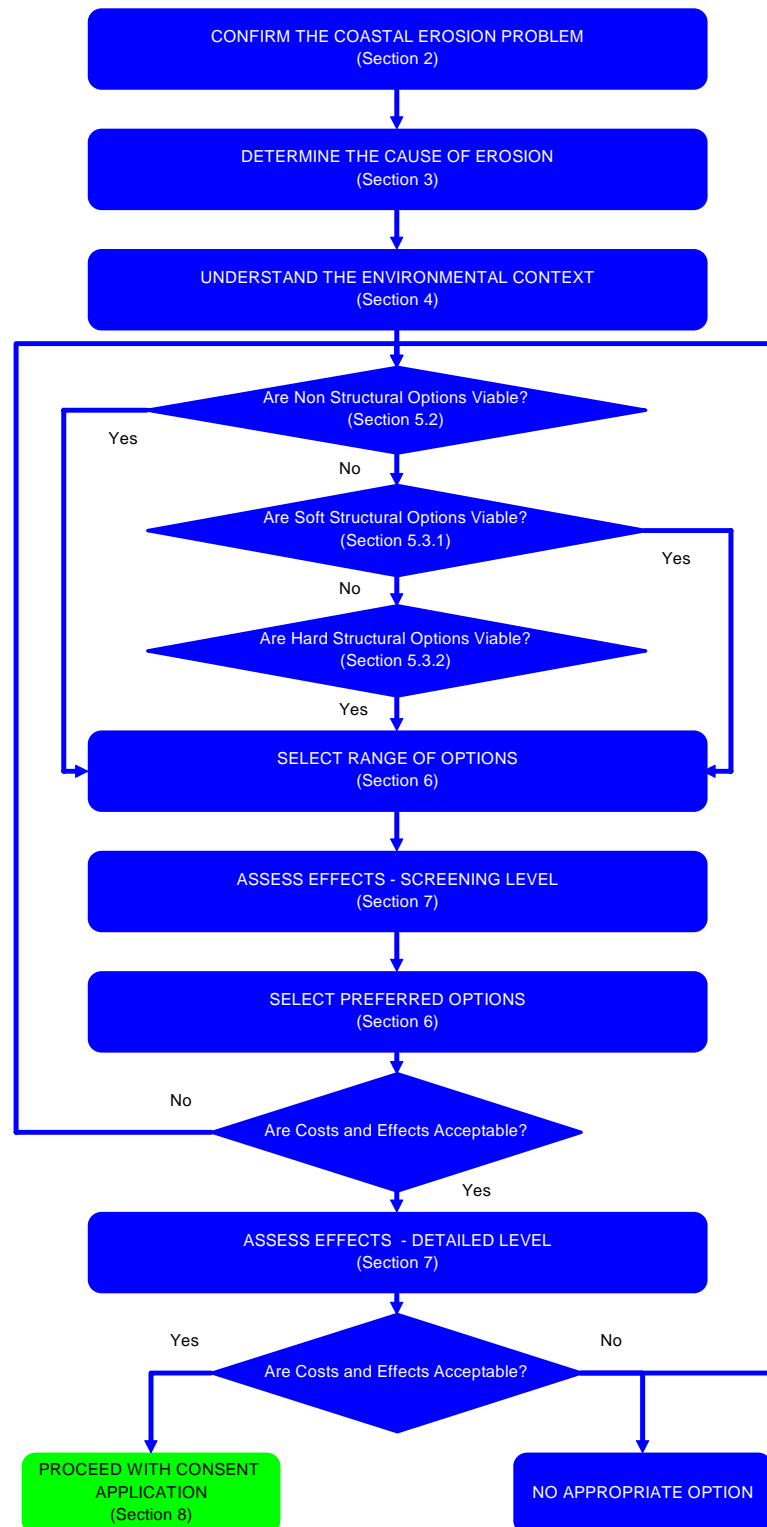 CONFIRM THE COASTAL EROSION PROBLEM
(Section 2)
DETERMINE THE CAUSE OF EROSION
(Section 3)
UNDERSTAND THE ENVIRONMENTAL CONTEXT
(Section 4)
Are Non Structural Options Viable?
(Section 5.2)
Yes
No
Are Soft Structural Options Viable?
(Section 5.3.1)
Yes
No
Are Hard Structural Options Viable?
(Section 5.3.2)
Yes
SELECT RANGE OF OPTIONS
(Section 6)
ASSESS EFFECTS - SCREENING LEVEL
(Section 7)
SELECT PREFERRED OPTIONS
(Section 6)
No
Are Costs and Effects Acceptable?
Yes
ASSESS EFFECTS - DETAILED LEVEL
(Section 7)
Yes
No
Are Costs and Effects Acceptable?
PROCEED WITH CONSENT
APPLICATION
(Section 8)
NO APPROPRIATE OPTION